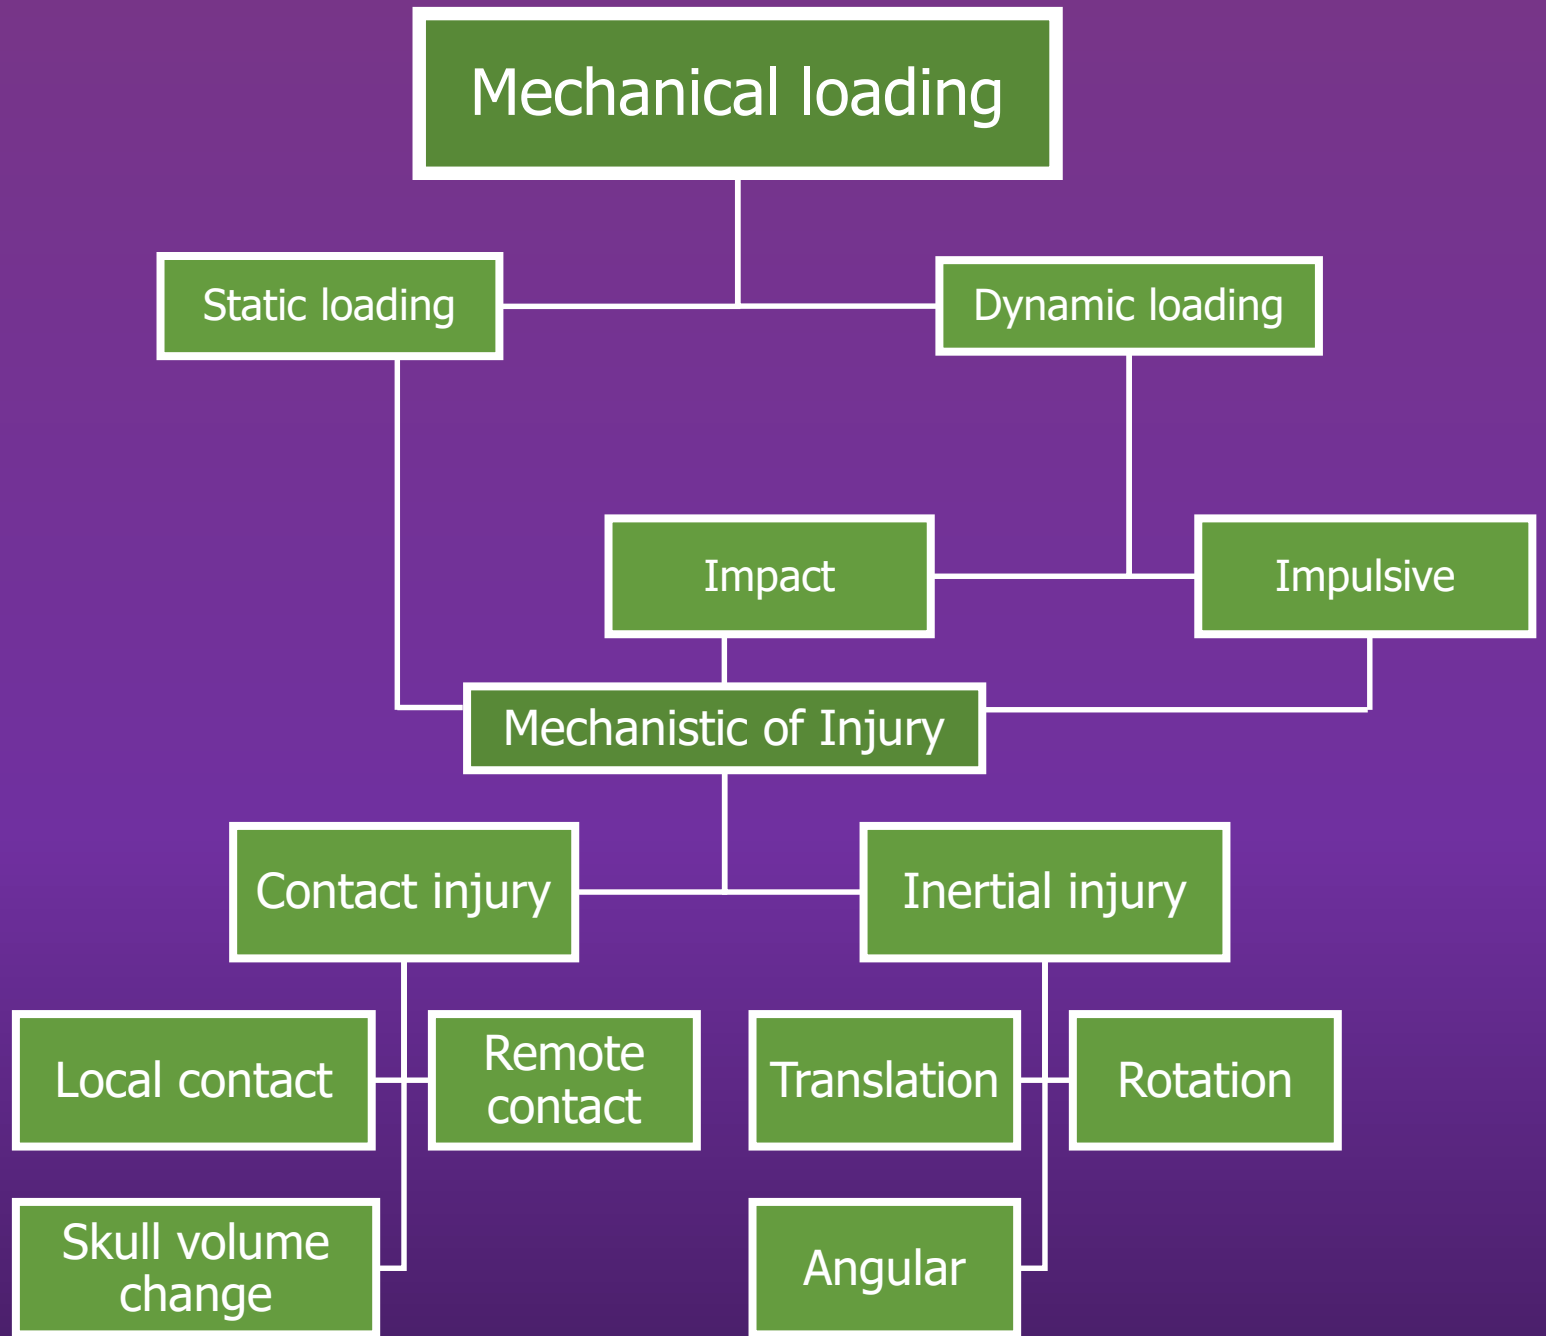 Mechanical loading
Static loading
Dynamic loading
Impact
Impulsive
Mechanistic of Injury
Contact injury
Inertial injury
Local contact
Remote
contact
Translation
Rotation
Skull volume
change
Angular